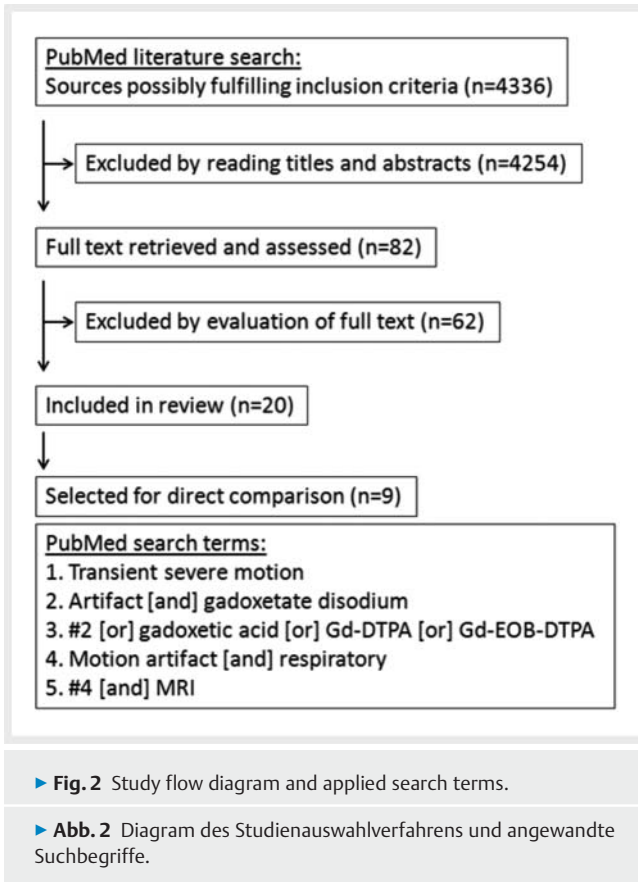 PubMed literature search:
Sources possibly fulfilling inclusion criteria (n=4336)
Excluded by reading titles and abstracts (n=4254)
Full text retrieved and assessed (n=82)
Excluded by evaluation of full text (n=62)
Included in review (n=20)
Selected for direct comparison (n=9)
PubMed search terms:
1. Transient severe motion
2. Artifact [and] gadoxetate disodium
3. #2 [or] gadoxetic acid [or] Gd-DTPA [or] Gd-EOB-DTPA
4. Motion artifact [and] respiratory
5. #4 [and] MRI
▶ Fig. 2 Study flow diagram and applied search terms.
▶ Abb. 2 Diagram des Studienauswahlverfahrens und angewandte
Suchbegriffe.